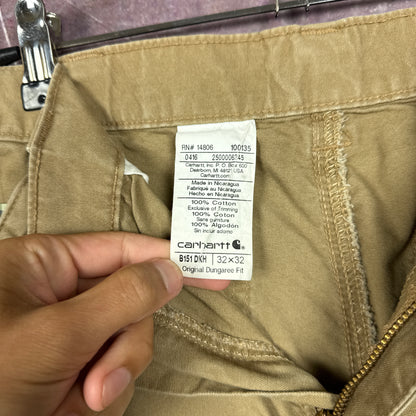 RN# 14806 100135
0416 2500006745
Carhartt, Inc. P.O. Box 600
Dearborn, MI 48121, USA
Carhartt.com
Made in Nicaragua
Fabriqué au Nicaragua
Hecho en Nicaragua
100% Cotton
Exclusive of Trimming
100% Coton
Sans garniture
100% Algodón
Sin incluir adorno
carhartt
B151 DKH 32×32
Original Dungaree Fit